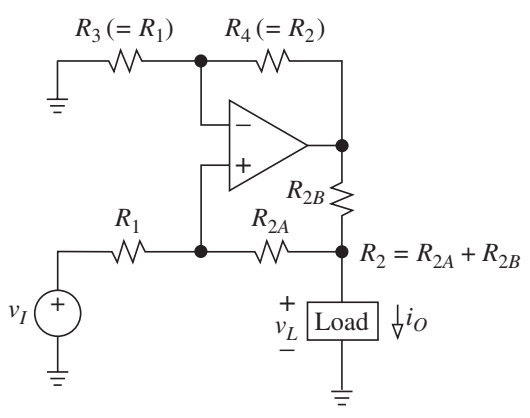 R3 (= R1) R4 (= R2)
−
+
R2B
R1 R2A
R2 = R2A + R2B
+
vI
+
vL
−
Load
iO